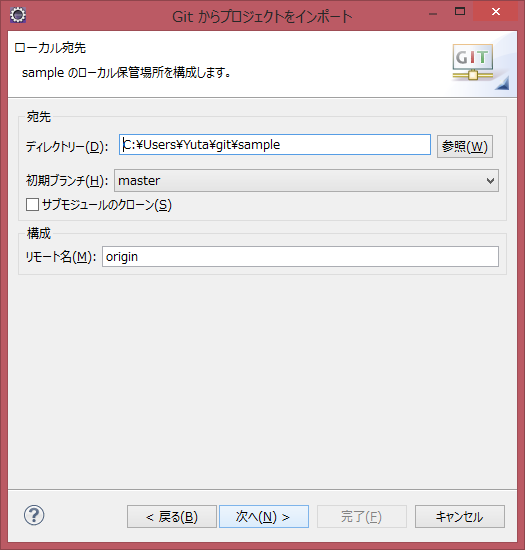 Git からプロジェクトをインポート
ローカル宛先
sample のローカル保管場所を構成します。
GIT
宛先
ディレクトリー(D): C:¥Users¥Yuta¥git¥sample 参照(W)
初期ブランチ(H): master
サブモジュールのクローン(S)
構成
リモート名(M): origin
? < 戻る(B) 次へ(N) > 完了(F) キャンセル